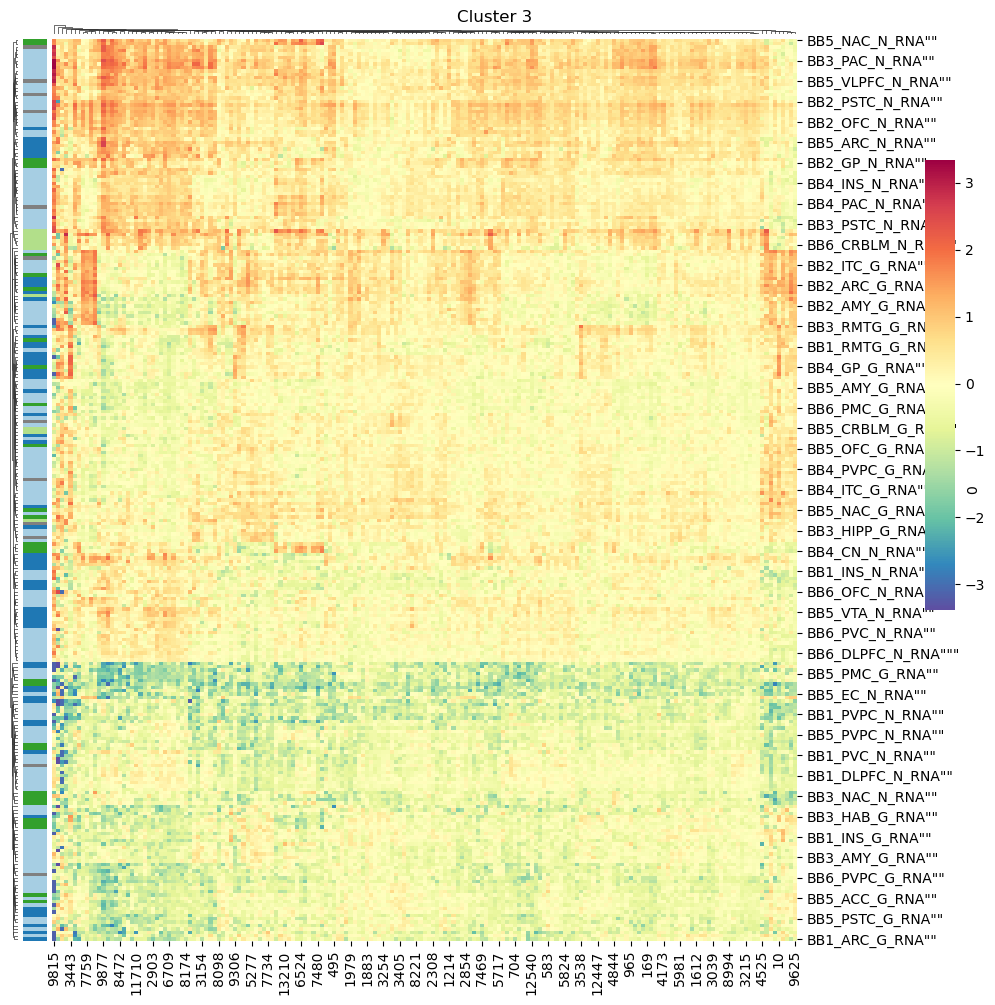 Cluster 3
BB5_NAC_N_RNA""
BB3_PAC_N_RNA""
BB5_VLPFC_N_RNA""
BB2_PSTC_N_RNA""
BB2_OFC_N_RNA""
BB5_ARC_N_RNA""
BB2_GP_N_RNA""
BB4_INS_N_RNA"
BB4_PAC_N_RNA"
BB3_PSTC_N_RNA
BB6_CRBLM_N_R
BB2_ITC_G_RNA"
BB2_ARC_G_RNA"
BB2_AMY_G_RNA
BB3_RMTG_G_RN
BB1_RMTG_G_RN
BB4_GP_G_RNA"
BB5_AMY_G_RNA
BB6_PMC_G_RNA
BB5_CRBLM_G_R
BB5_OFC_G_RNA
BB4_PVPC_G_RNA
BB4_ITC_G_RNA"
BB5_NAC_G_RNA"
BB3_HIPP_G_RNA
BB4_CN_N_RNA""
BB1_INS_N_RNA"
BB6_OFC_N_RNA"
BB5_VTA_N_RNA""
BB6_PVC_N_RNA""
BB6_DLPFC_N_RNA"""
BB5_PMC_G_RNA""
BB5_EC_N_RNA""
BB1_PVPC_N_RNA""
BB5_PVPC_N_RNA""
BB1_PVC_N_RNA""
BB1_DLPFC_N_RNA""
BB3_NAC_N_RNA""
BB3_HAB_G_RNA""
BB1_INS_G_RNA""
BB3_AMY_G_RNA""
BB6_PVPC_G_RNA""
BB5_ACC_G_RNA""
BB5_PSTC_G_RNA""
BB1_ARC_G_RNA""
3
2
1
0
−1
−2
−3
0
9815
3443
7759
9877
8472
11710
2903
6709
8174
3154
8098
9306
5277
7734
13210
6524
7480
495
1979
1883
3254
3405
8221
2308
1214
2854
7469
5717
704
12540
583
5824
3538
12447
4844
965
169
4173
5981
1612
3039
8994
3215
4525
10
9625